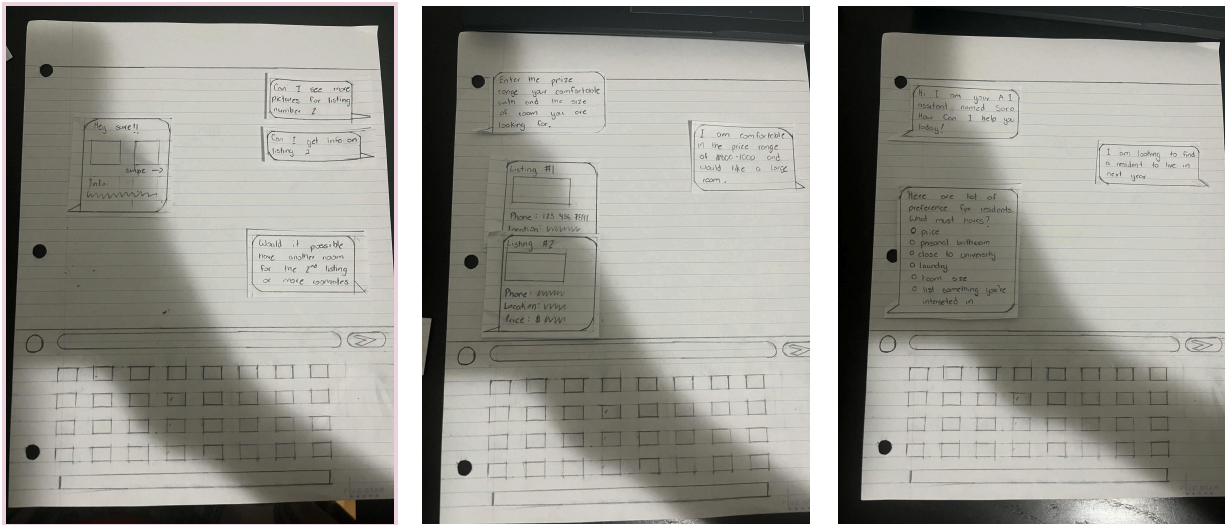 Can I see more
pictures for listing
number 2
Can I get info on
listing 2
Hey sure!!
swipe →
Info:
Would it possible
have another room
for the 2nd listing
or more
Enter the prize
range your comfortable
with and the size
of room you are
looking for.
I am comfortable
in the price range
of 1000 and
would like a large
room.
Listing #1
Phone: 123 456
Location:
Listing #2
Phone:
Location:
Price: $
Hi I am your AI
assistant named Sara
How Can I help you
today!
I am looking to find
a resident to live in
next year.
Here are list of
preference for residents
What must haves?
o price
o personal bathroom
o close to university
o laundry
o room size
o list something you're
interested in